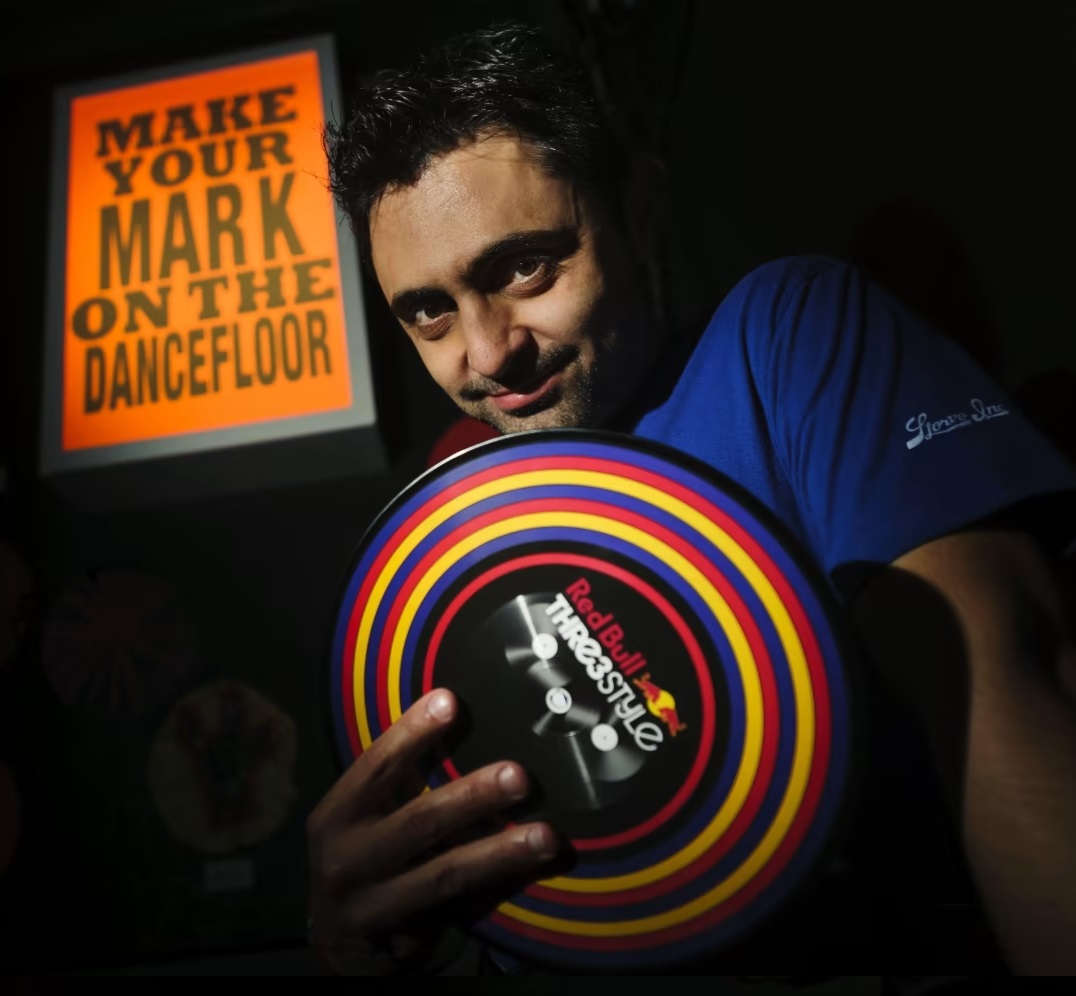 MAKE
YOUR
MARK
ON THE
DANCEFLOOR
Red Bull
THRE3STYLE